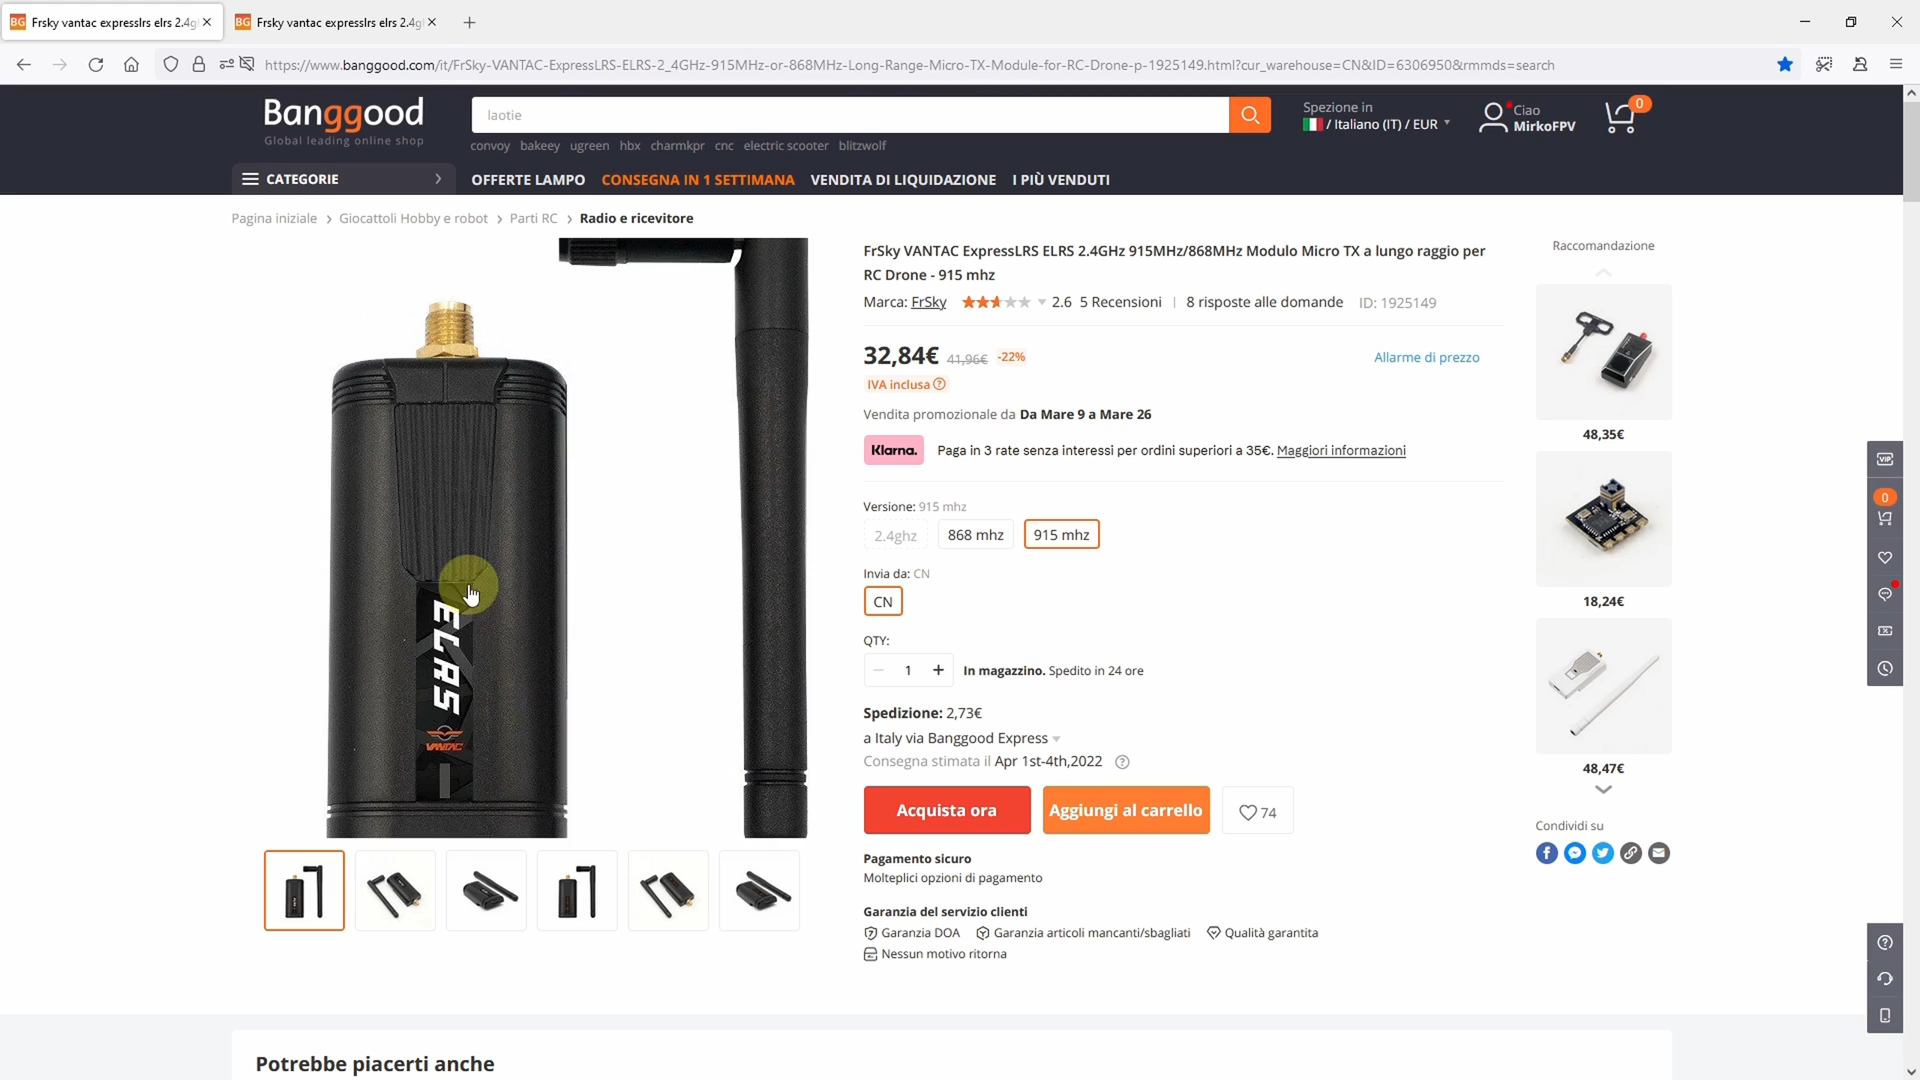 Frsky vantac expresslrs elrs 2.4g
Frsky vantac expresslrs elrs 2.4g
https://www.banggood.com/it/FrSky-VANTAC-ExpressLRS-ELRS-2_4GHz-915MHz-or-868MHz-Long-Range-Micro-TX-Module-for-RC-Drone-p-1925149.html?cur_warehouse=CN&ID=6306950&rmmds=search
Banggood
Global leading online shop
laotie
Spezione in
/ Italiano (IT) / EUR
Ciao
MirkoFPV
0
convoy bakeey ugreen hbx charmkpr cnc electric scooter blitzwolf
CATEGORIE
OFFERTE LAMPO CONSEGNA IN 1 SETTIMANA VENDITA DI LIQUIDAZIONE I PIÙ VENDUTI
Pagina iniziale > Giocattoli Hobby e robot > Parti RC > Radio e ricevitore
ELRS
VANTAC
FrSky VANTAC ExpressLRS ELRS 2.4GHz 915MHz/868MHz Modulo Micro TX a lungo raggio per
RC Drone - 915 mhz
Marca: FrSky 2.6 5 Recensioni | 8 risposte alle domande ID: 1925149
32,84€ 41,96€ -22%
Allarme di prezzo
IVA inclusa
Vendita promozionale da Da Mare 9 a Mare 26
Klarna. Paga in 3 rate senza interessi per ordini superiori a 35€. Maggiori informazioni
Versione: 915 mhz
2.4ghz 868 mhz 915 mhz
Invia da: CN
CN
QTY:
1 In magazzino. Spedito in 24 ore
Spedizione: 2,73€
a Italy via Banggood Express
Consegna stimata il Apr 1st-4th,2022
Acquista ora
Aggiungi al carrello
74
Pagamento sicuro
Molteplici opzioni di pagamento
Garanzia del servizio clienti
Garanzia DOA Garanzia articoli mancanti/sbagliati Qualità garantita
Nessun motivo ritorna
Raccomandazione
48,35€
18,24€
48,47€
Condividi su
VIP
0
Potrebbe piacerti anche